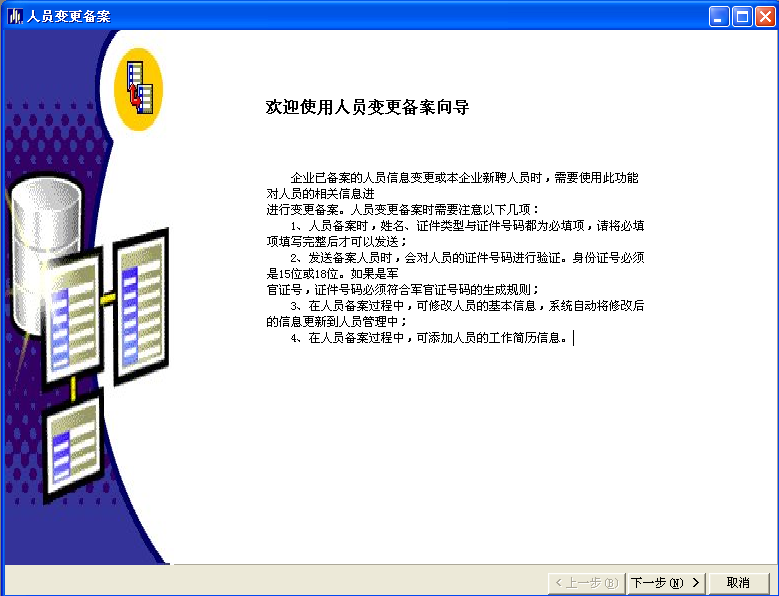 人员变更备案
欢迎使用人员变更备案向导
企业已备案的人员信息变更或本企业新聘人员时，需要使用此功能
对人员的相关信息进
进行变更备案。人员变更备案时需要注意以下几项：
1、人员备案时，姓名、证件类型与证件号码都为必填项，请将必填
项填写完整后才可以发送；
2、发送备案人员时，会对人员的证件号码进行验证。身份证号必须
是15位或18位。如果是军
官证号，证件号码必须符合军官证号码的生成规则；
3、在人员备案过程中，可修改人员的基本信息，系统自动将修改后
的信息更新到人员管理中；
4、在人员备案过程中，可添加人员的工作简历信息。
<上一步(B)
下一步(N) >
取消